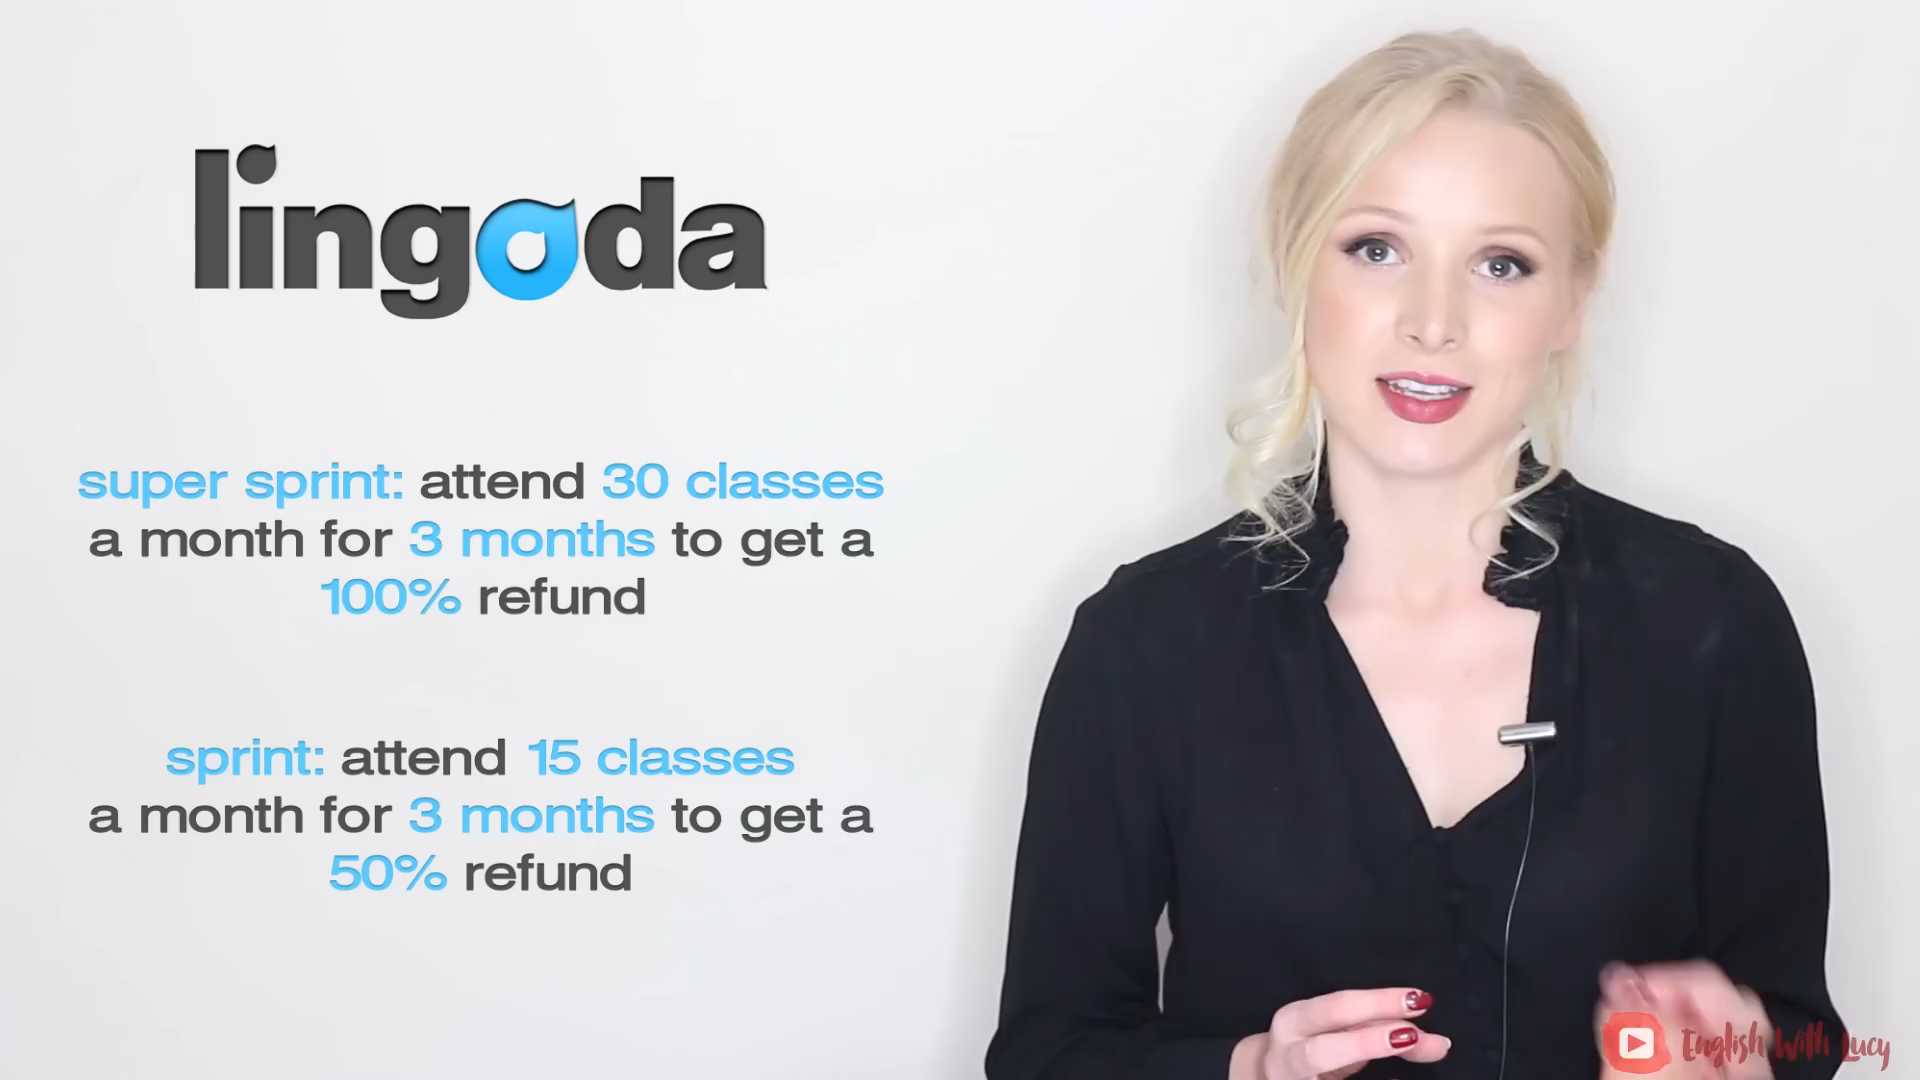 lingoda
super sprint: attend 30 classes
a month for 3 months to get a
100% refund
sprint: attend 15 classes
a month for 3 months to get a
50% refund
English With Lucy